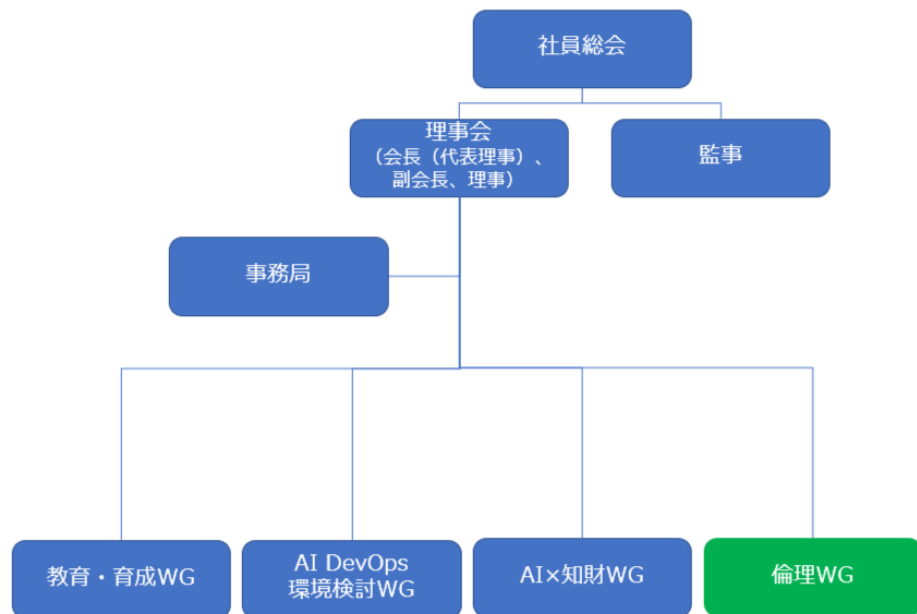 社員総会
理事会
（会長（代表理事）、
副会長、理事）
監事
事務局
教育・育成WG
AI DevOps
環境検討WG
AI×知財WG
倫理WG